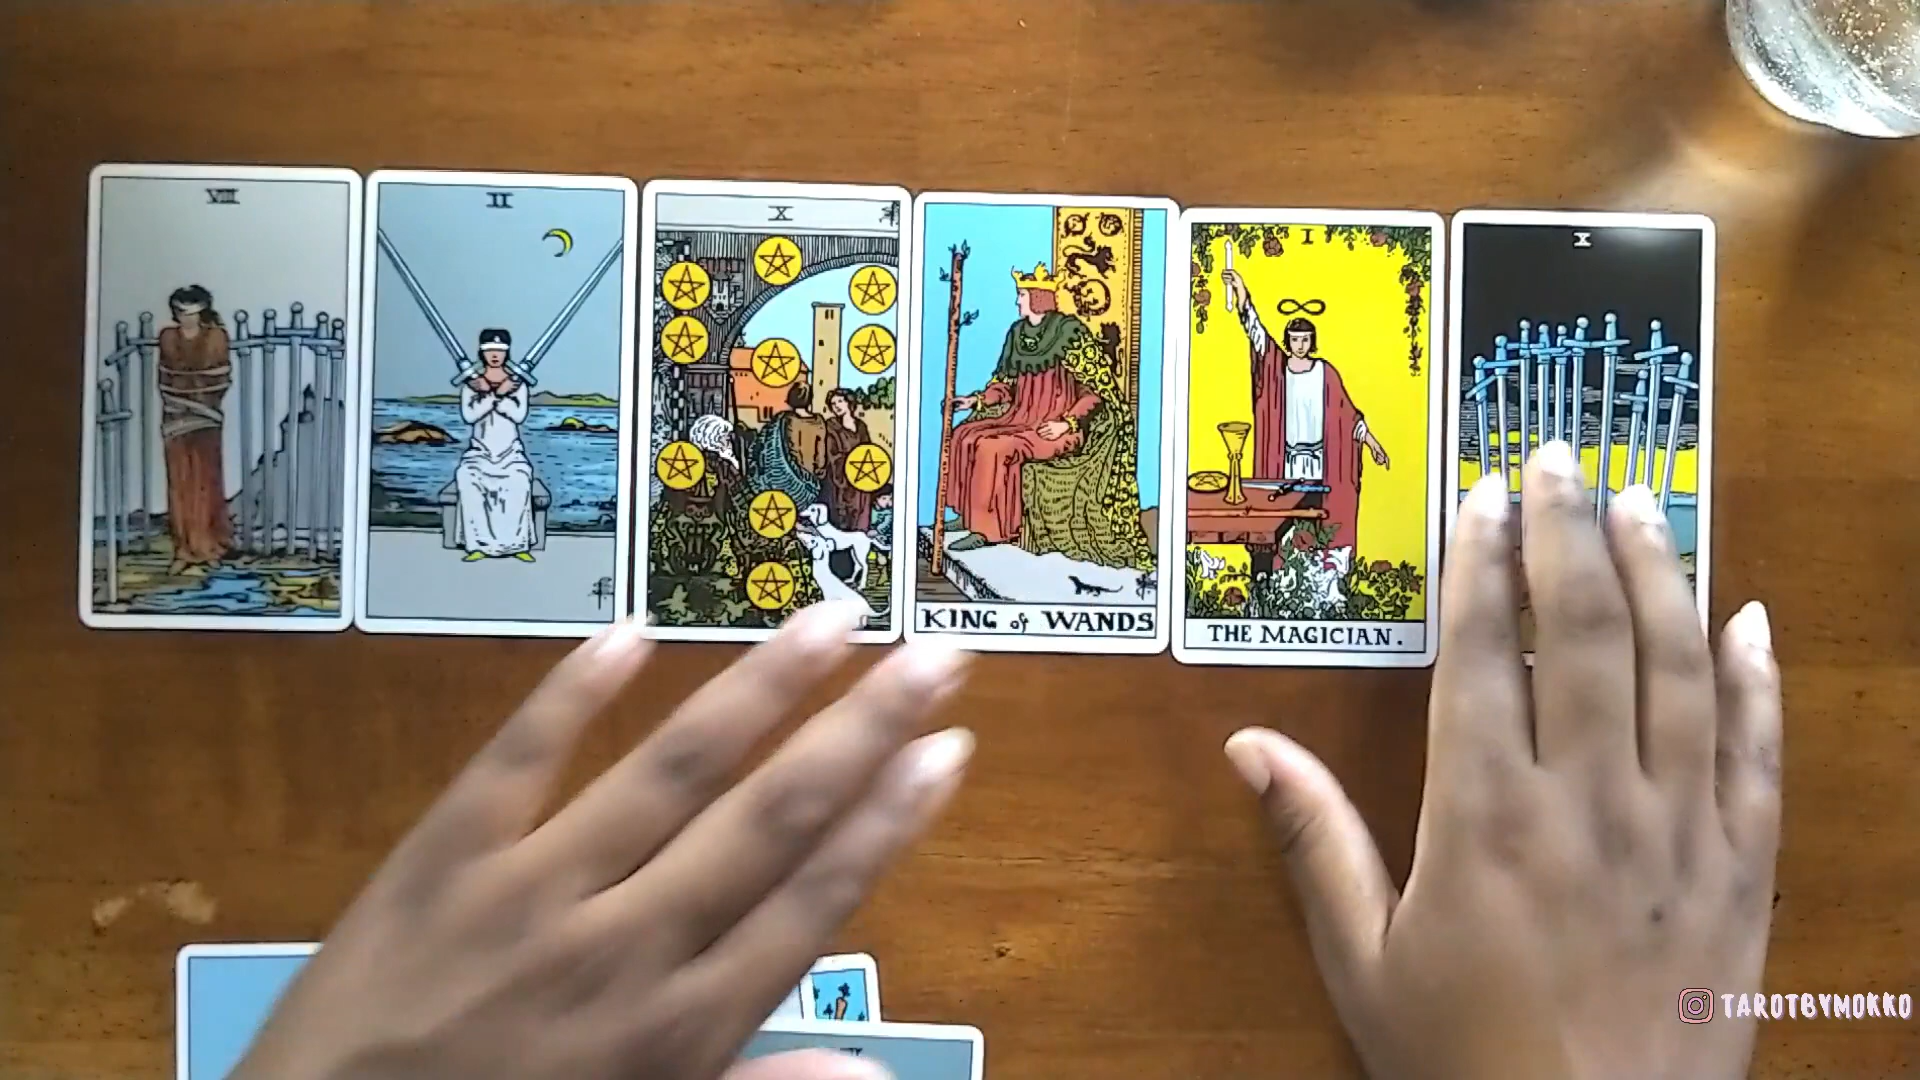 VIII
II
X
KING of WANDS
I
THE MAGICIAN.
X
TAROTBYMOKKO